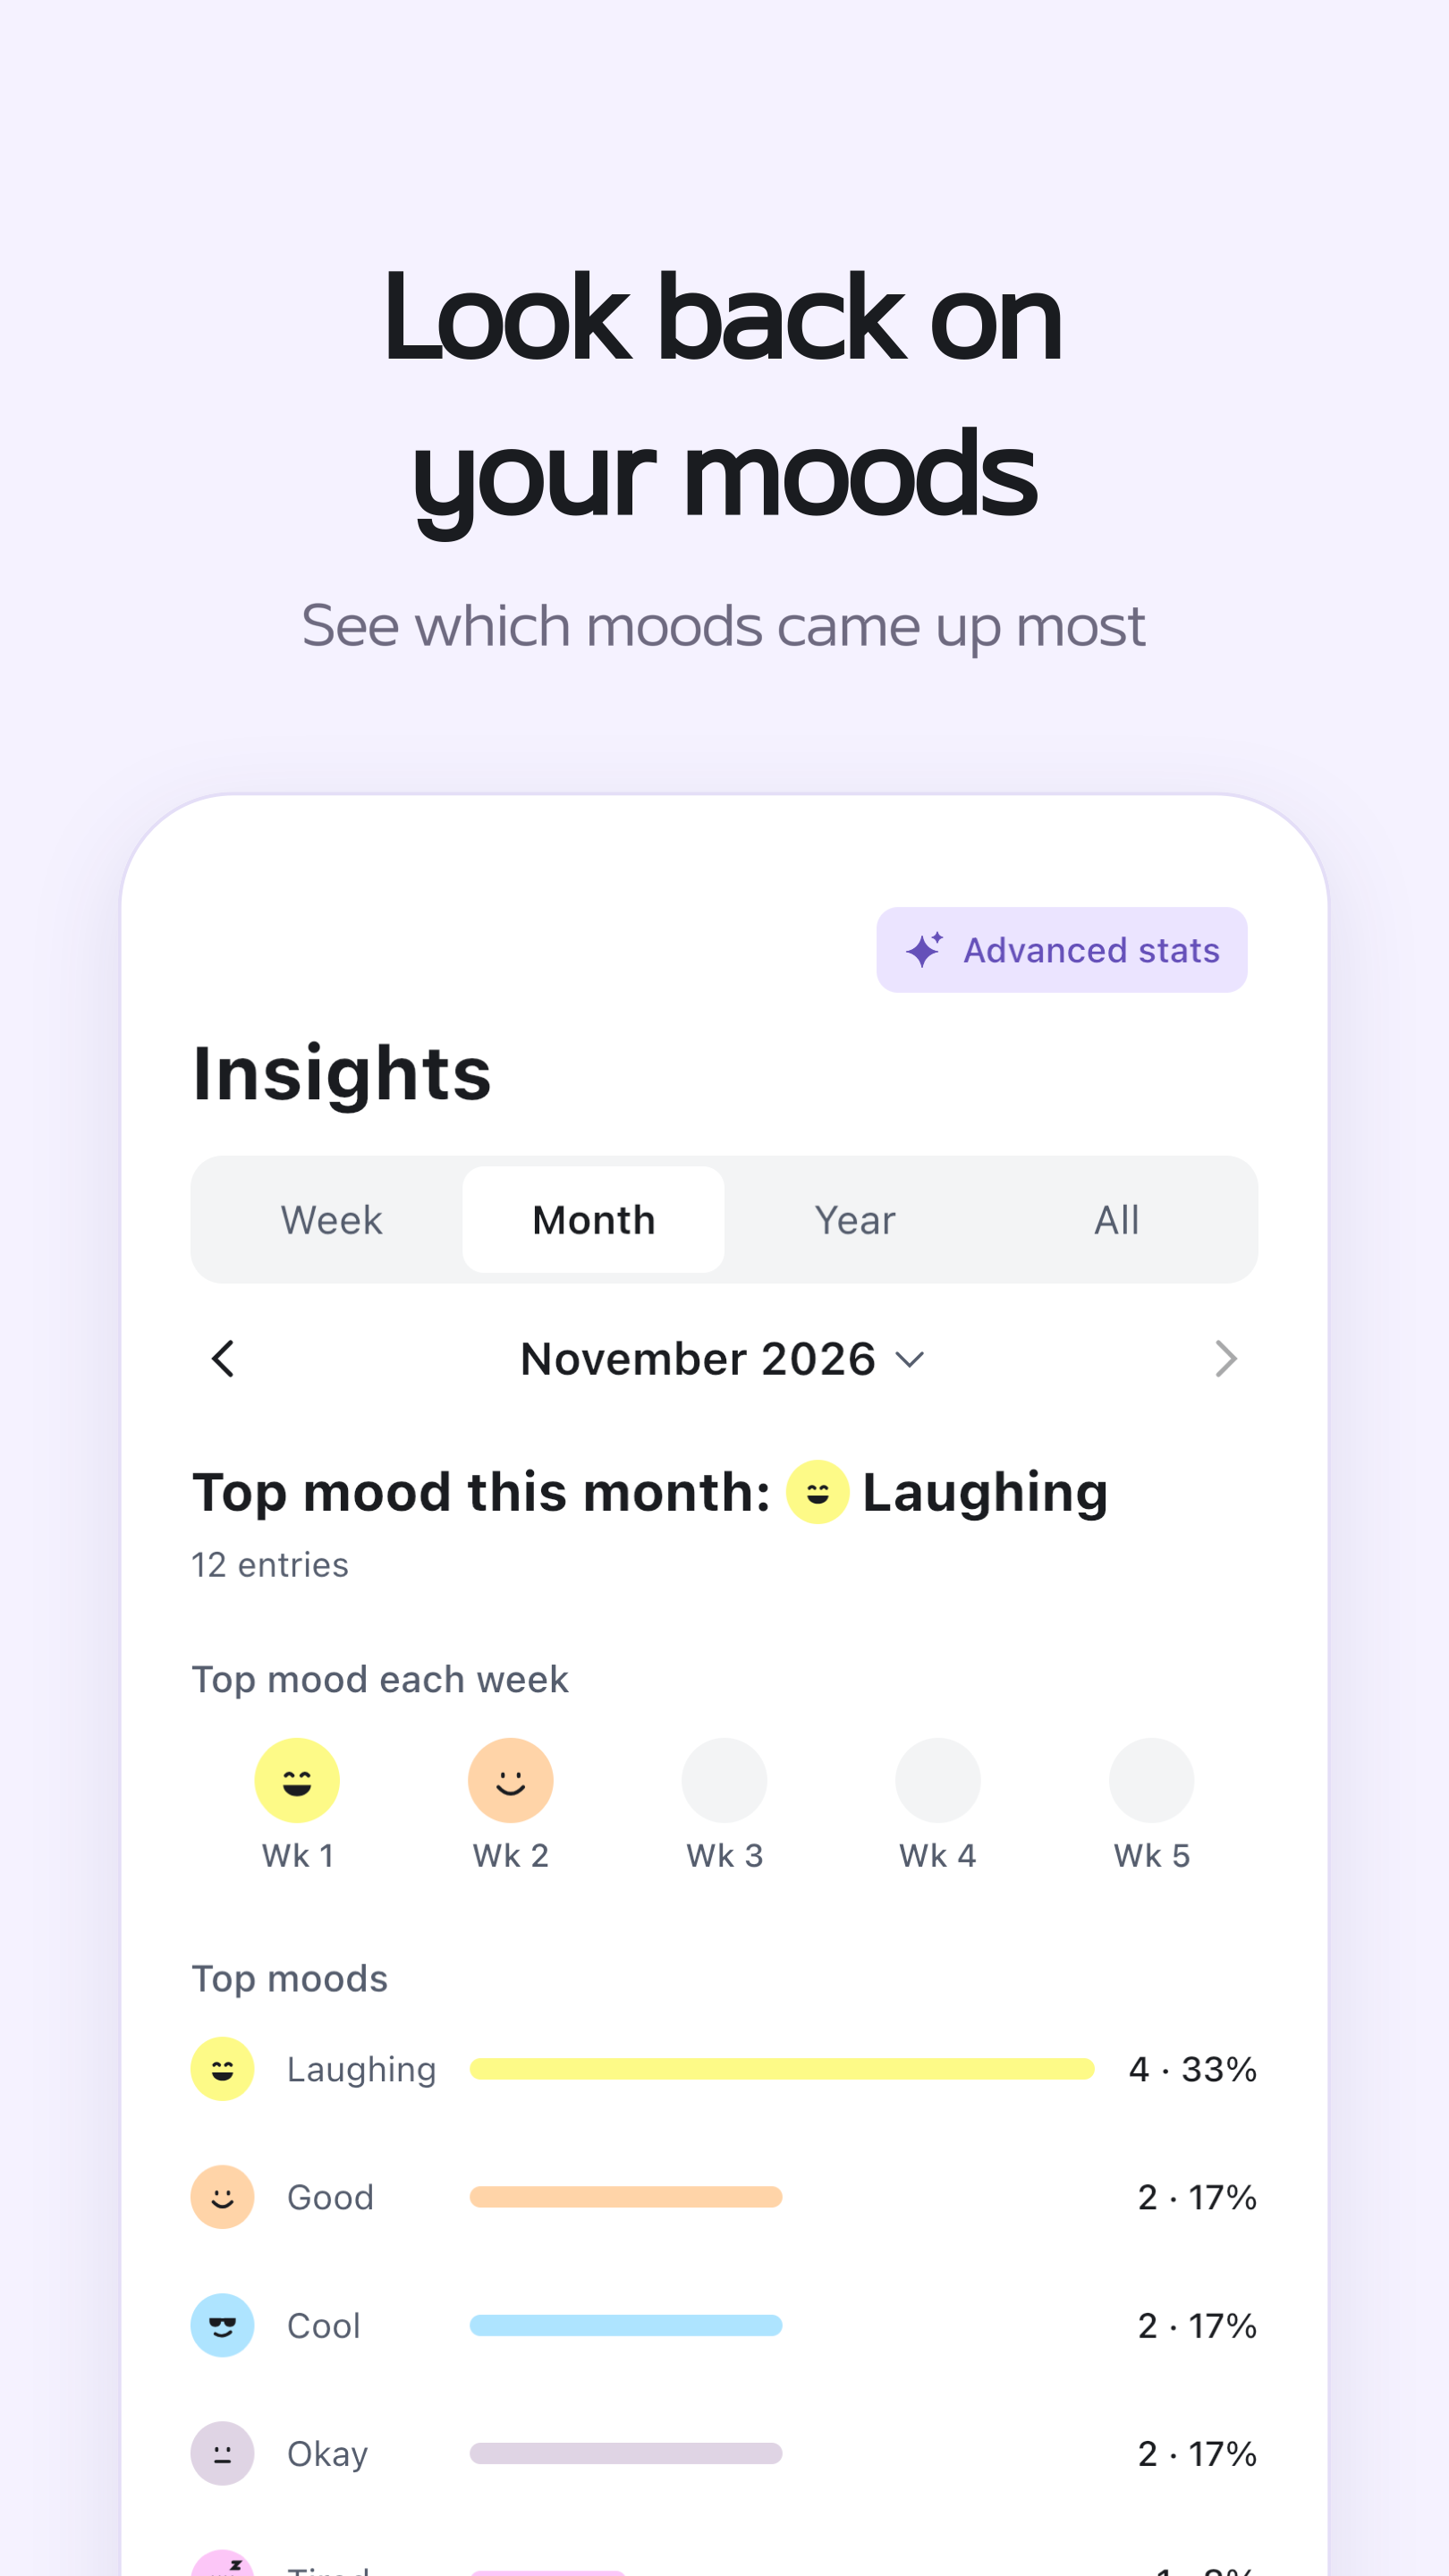 Look back on
your moods
See which moods came up most
Advanced stats
Insights
Week Month Year All
November 2026
Top mood this month: Laughing
12 entries
Top mood each week
Wk 1 Wk 2 Wk 3 Wk 4 Wk 5
Top moods
Laughing 4 · 33%
Good 2 · 17%
Cool 2 · 17%
Okay 2 · 17%